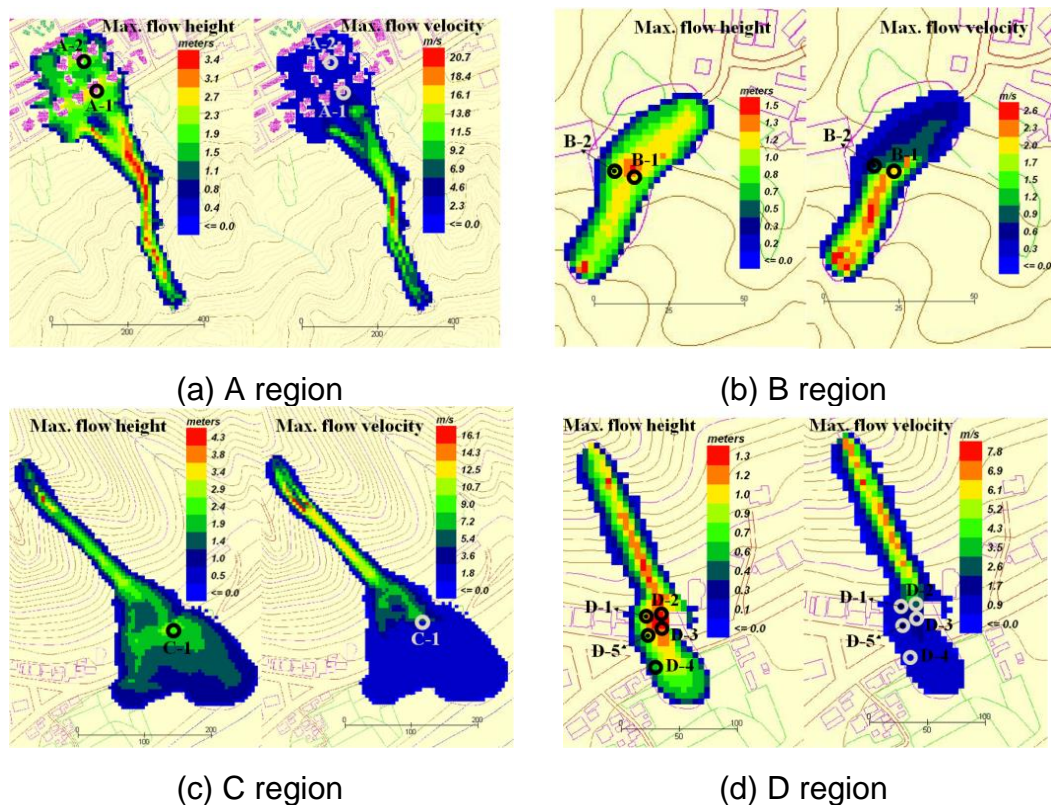 Max. flow height
meters
3.4
3.1
2.7
2.3
1.9
1.5
1.1
0.8
0.4
<= 0.0
A-2
A-1
0
200
400
Max. flow velocity
m/s
20.7
18.4
16.1
13.8
11.5
9.2
6.9
4.6
2.3
<= 0.0
A-2
A-1
0
200
400
(a) A region
Max. flow height
meters
1.5
1.3
1.2
1.0
0.8
0.7
0.5
0.3
0.2
<= 0.0
B-2
B-1
0
25
50
Max. flow velocity
m/s
2.6
2.3
2.0
1.7
1.5
1.2
0.9
0.6
0.3
<=0.0
B-2
B-1
0
25
50
(b) B region
Max. flow height
meters
4.3
3.8
3.4
2.9
2.4
1.9
1.4
1.0
0.5
<= 0.0
C-1
0
100
200
Max. flow velocity
m/s
16.1
14.3
12.5
10.7
9.0
7.2
5.4
3.6
1.8
<= 0.0
C-1
0
100
200
(c) C region
Max. flow height
meters
1.3
1.2
1.0
0.9
0.7
0.6
0.4
0.3
0.1
<= 0.0
D-1
D-2
D-3
D-5
D-4
0
50
100
Max. flow velocity
m/s
7.8
6.9
6.1
5.2
4.3
3.5
2.6
1.7
0.9
<= 0.0
D-1
D-2
D-3
D-5
D-4
0
50
100
(d) D region